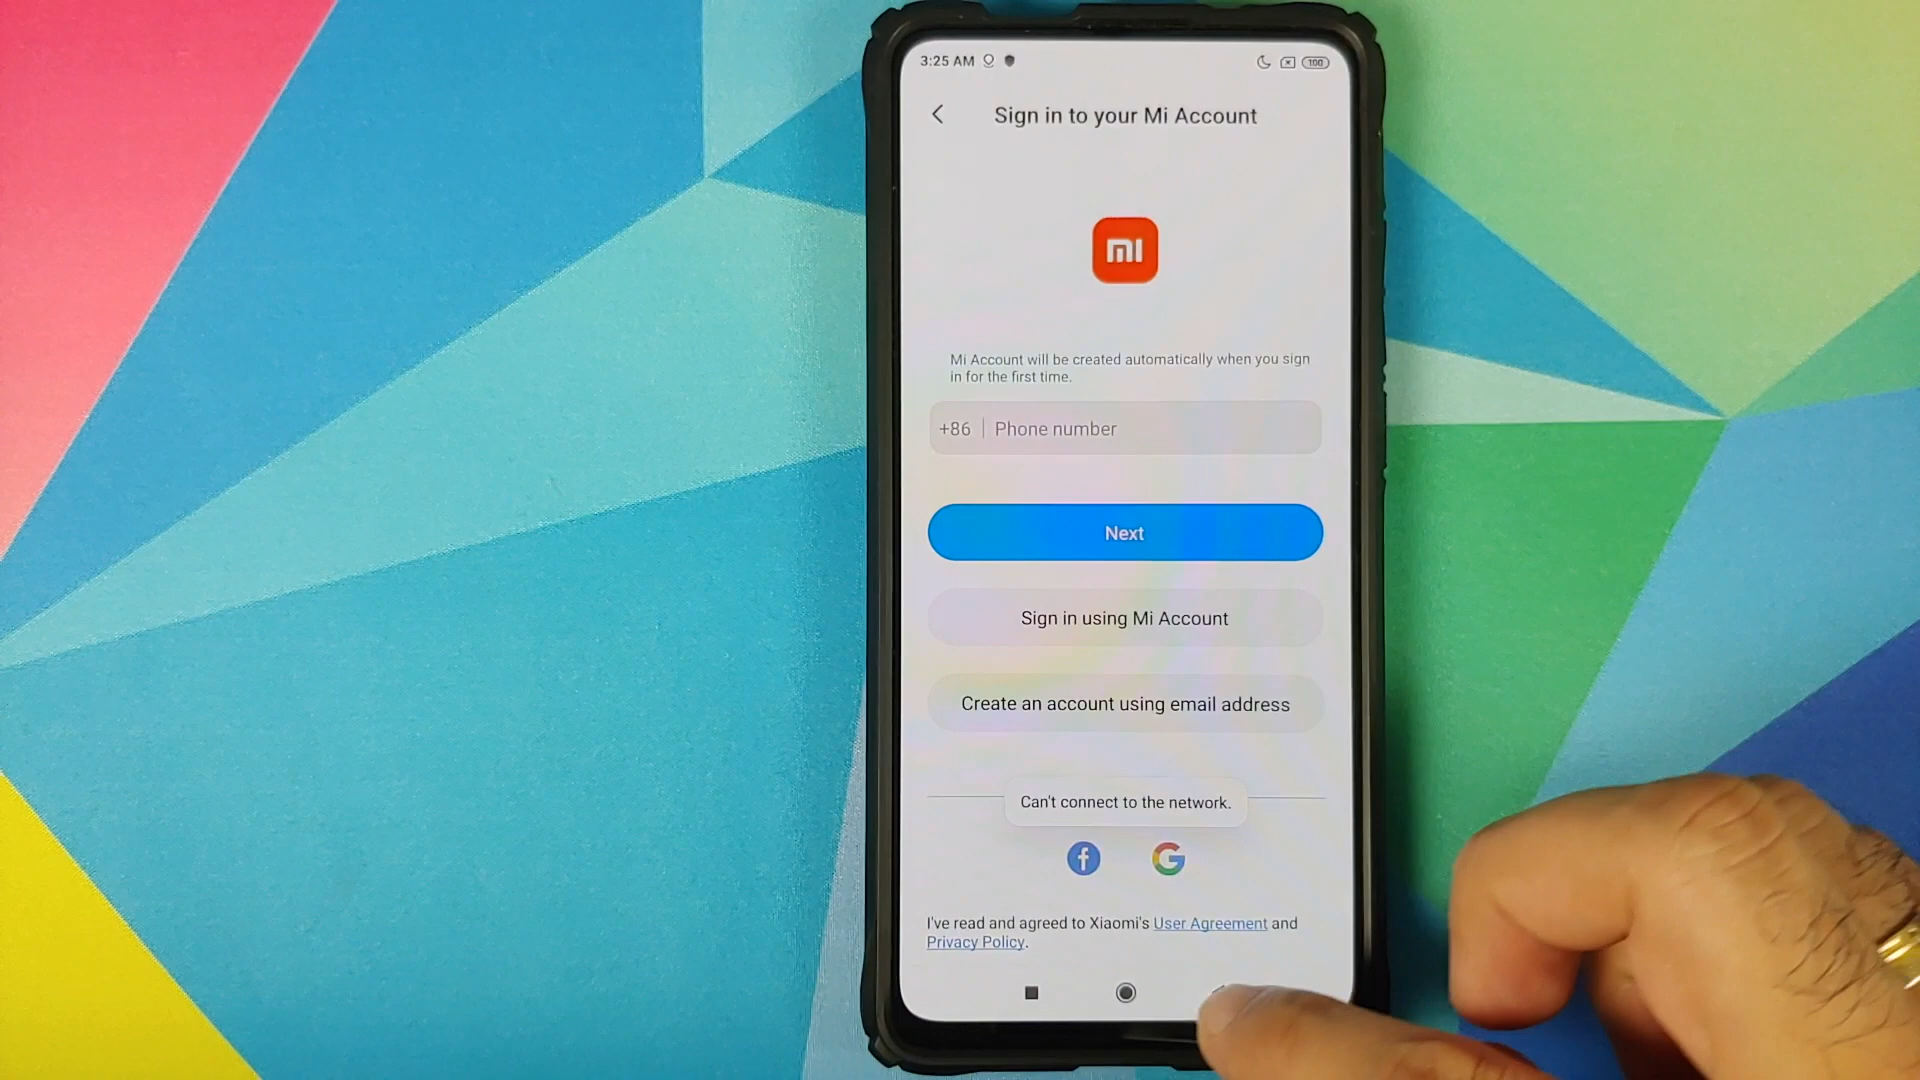 3:25 AM
100
Sign in to your Mi Account
mi
Mi Account will be created automatically when you sign
in for the first time.
+86 Phone number
Next
Sign in using Mi Account
Create an account using email address
Can't connect to the network.
f G
I've read and agreed to Xiaomi's User Agreement and
Privacy Policy.